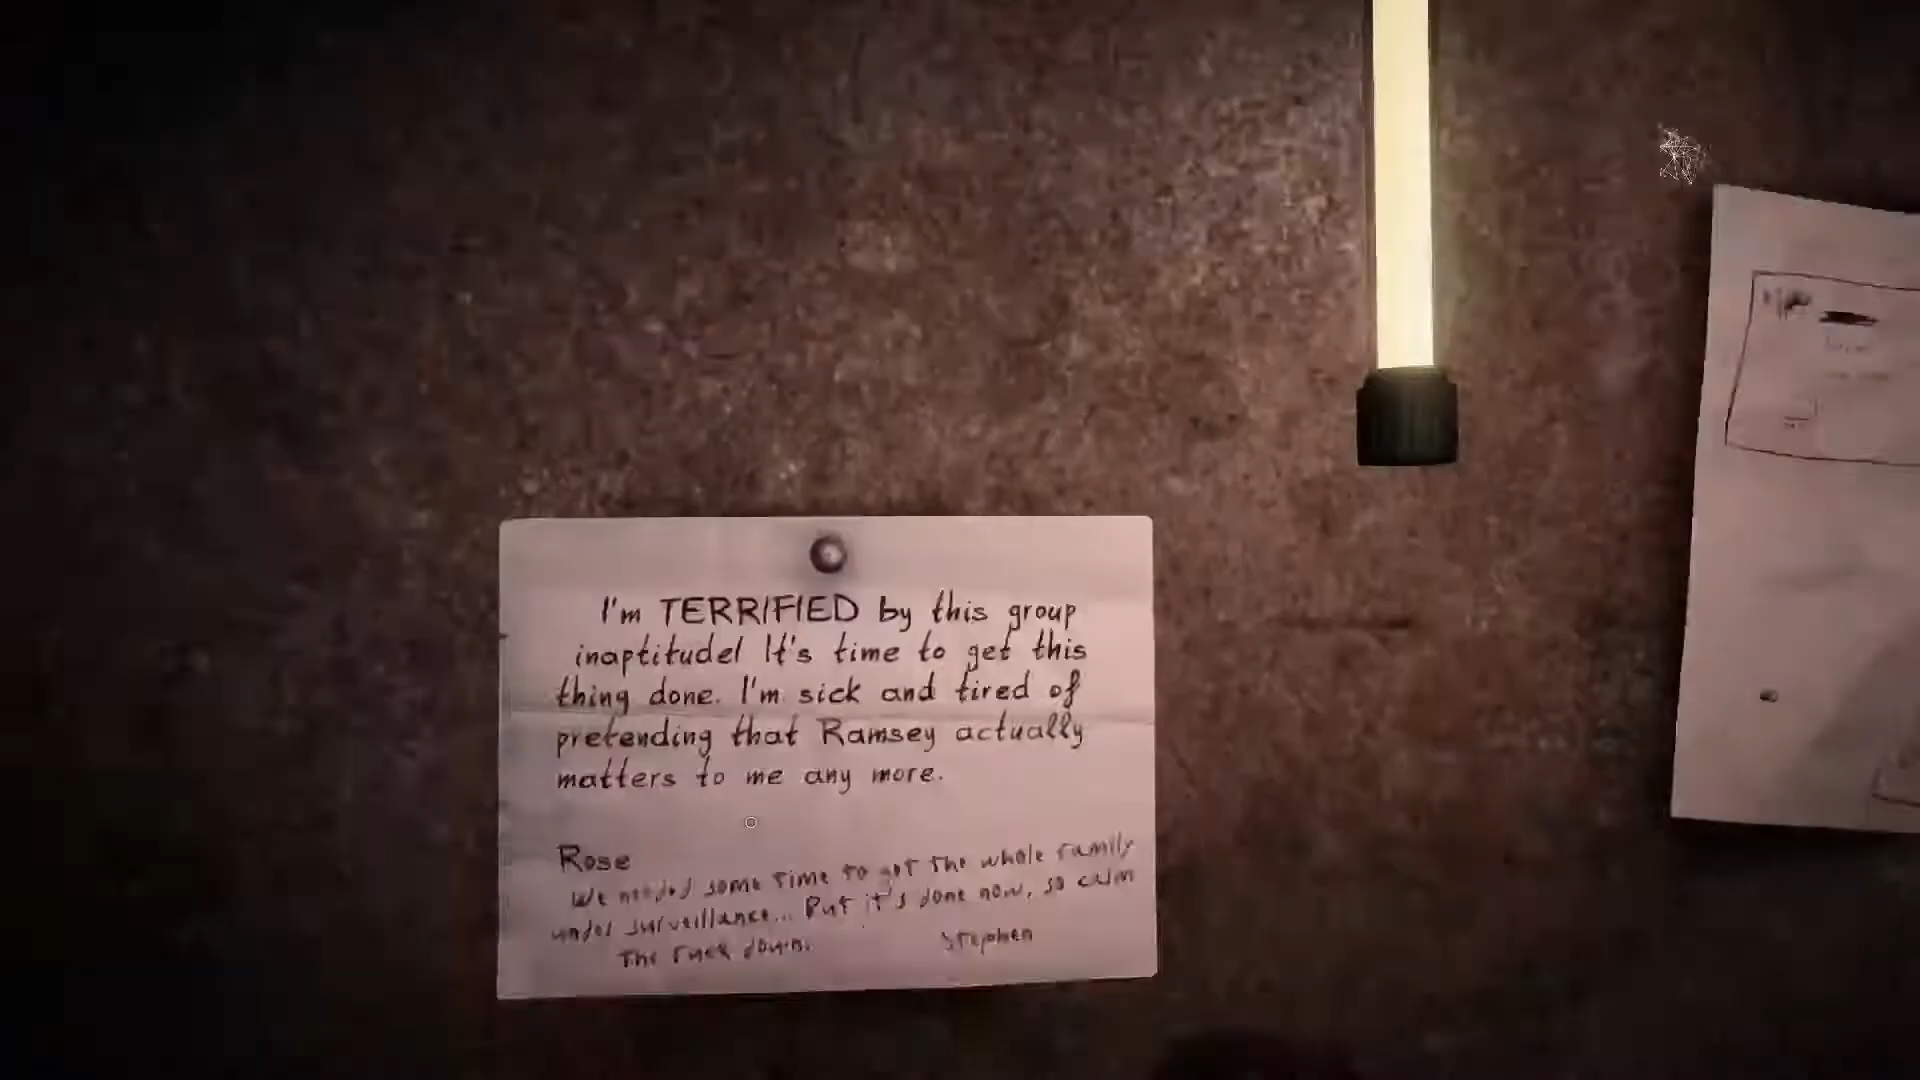 I'm TERRIFIED by this group
inaptitude! It's time to get this
thing done. I'm sick and tired of
pretending that Ramsey actually
matters to me any more.
Rose
We needed some time to get the whole family
under surveillance... But it's done now, so calm
the fuck down.
Stephen